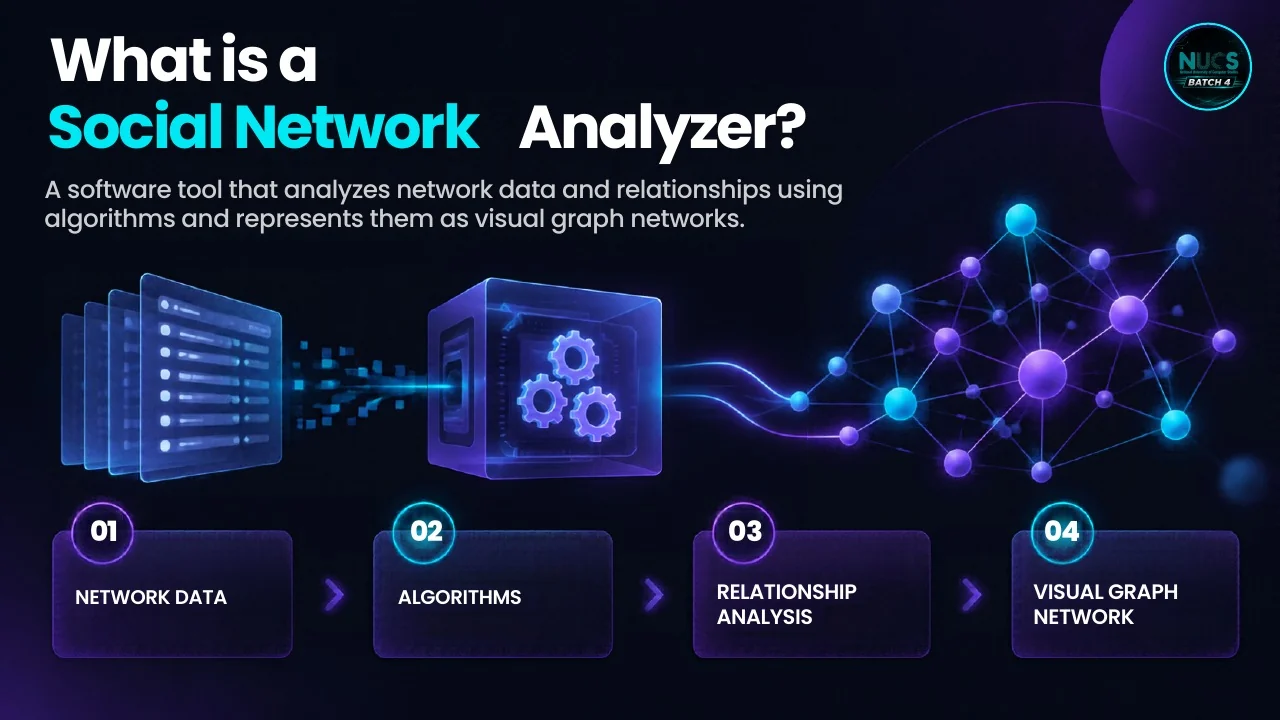 What is a
Social Network Analyzer?
A software tool that analyzes network data and relationships using
algorithms and represents them as visual graph networks.
NUCS
BATCH 4
01
NETWORK DATA
02
ALGORITHMS
03
RELATIONSHIP
ANALYSIS
04
VISUAL GRAPH
NETWORK